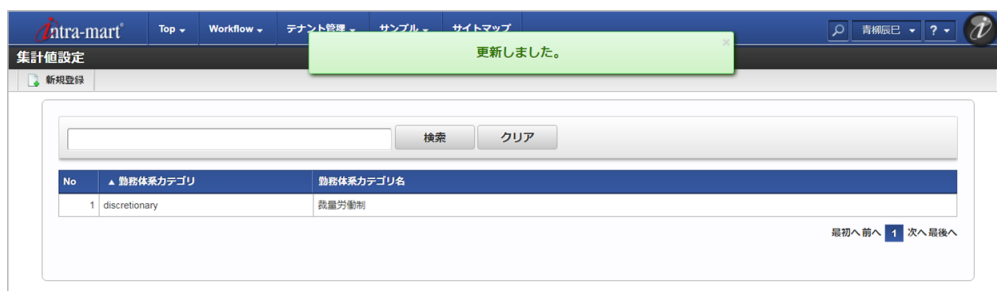 intra-mart® Top Workflow テナント管理 サンプル サイトマップ 青柳辰巳 ?
更新しました。 ×
集計値設定
新規登録
検索 クリア
No ▲ 勤務体系カテゴリ 勤務体系カテゴリ名
1 discretionary 裁量労働制
最初へ 前へ 1 次へ 最後へ